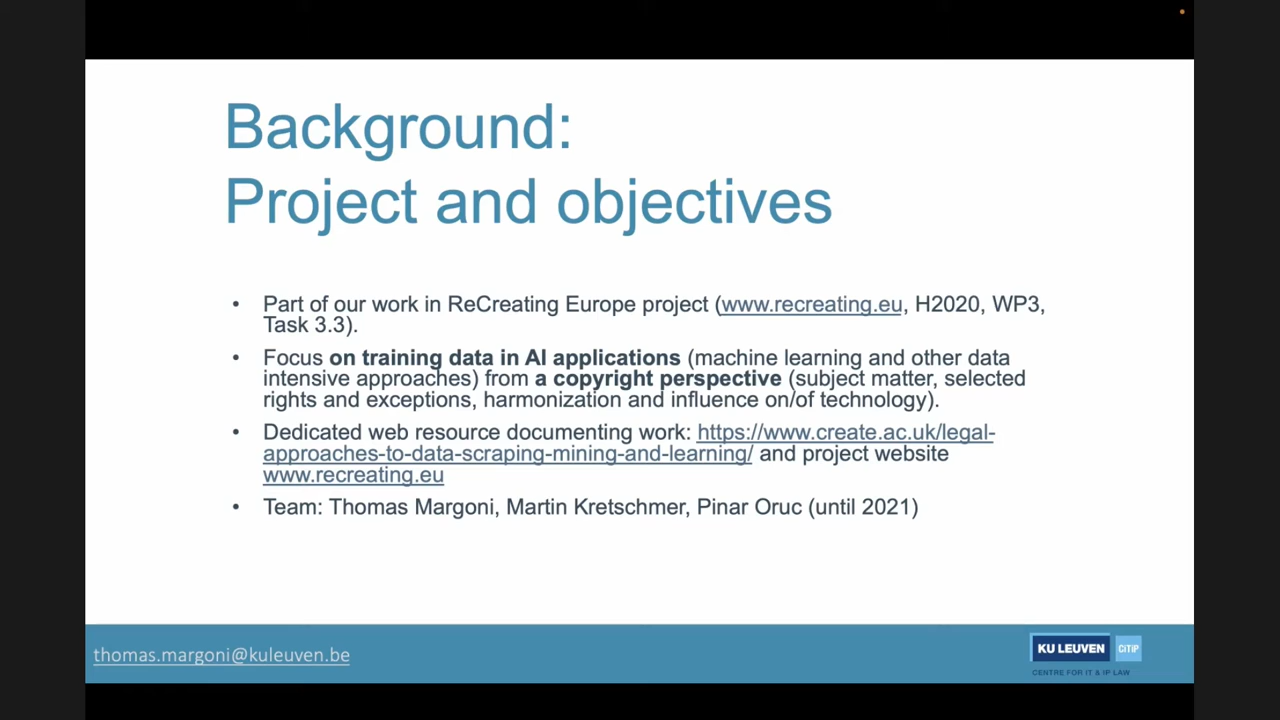 Background:
Project and objectives
• Part of our work in ReCreating Europe project (www.recreating.eu, H2020, WP3,
Task 3.3).
• Focus on training data in AI applications (machine learning and other data
intensive approaches) from a copyright perspective (subject matter, selected
rights and exceptions, harmonization and influence on/of technology).
• Dedicated web resource documenting work: https://www.create.ac.uk/legal-
approaches-to-data-scraping-mining-and-learning/ and project website
www.recreating.eu
• Team: Thomas Margoni, Martin Kretschmer, Pinar Oruc (until 2021)
thomas.margoni@kuleuven.be
KU LEUVEN CiTiP
CENTRE FOR IT & IP LAW